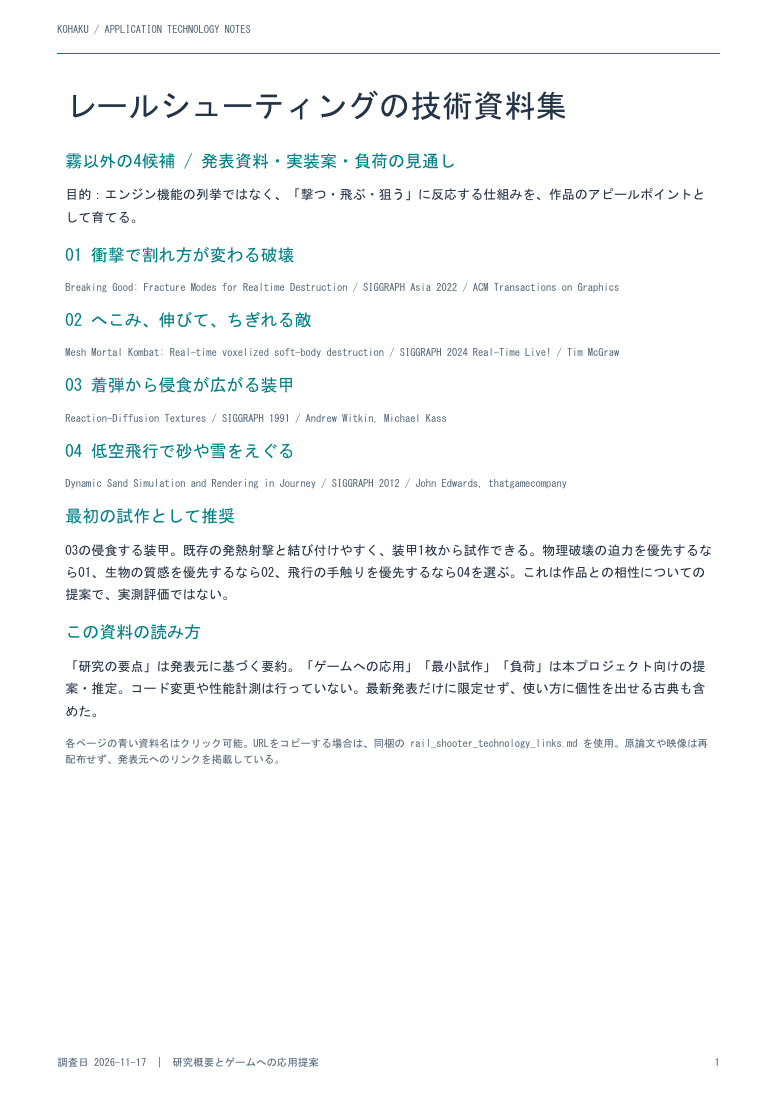 KOHAKU / APPLICATION TECHNOLOGY NOTES
レールシューティングの技術資料集
霧以外の4候補 / 発表資料・実装案・負荷の見通し
目的：エンジン機能の列挙ではなく、「撃つ・飛ぶ・狙う」に反応する仕組みを、作品のアピールポイントと
して育てる。
01 衝撃で割れ方が変わる破壊
Breaking Good: Fracture Modes for Realtime Destruction / SIGGRAPH Asia 2022 / ACM Transactions on Graphics
02 へこみ、伸びて、ちぎれる敵
Mesh Mortal Kombat: Real-time voxelized soft-body destruction / SIGGRAPH 2024 Real-Time Live! / Tim McGraw
03 着弾から侵食が広がる装甲
Reaction-Diffusion Textures / SIGGRAPH 1991 / Andrew Witkin, Michael Kass
04 低空飛行で砂や雪をえぐる
Dynamic Sand Simulation and Rendering in Journey / SIGGRAPH 2012 / John Edwards, thatgamecompany
最初の試作として推奨
03の侵食する装甲。既存の発熱射撃と結び付けやすく、装甲1枚から試作できる。物理破壊の迫力を優先するな
ら01、生物の質感を優先するなら02、飛行の手触りを優先するなら04を選ぶ。これは作品との相性についての
提案で、実測評価ではない。
この資料の読み方
「研究の要点」は発表元に基づく要約。「ゲームへの応用」「最小試作」「負荷」は本プロジェクト向けの提
案・推定。コード変更や性能計測は行っていない。最新発表だけに限定せず、使い方に個性を出せる古典も含
めた。
各ページの青い資料名はクリック可能。URLをコピーする場合は、同梱の rail_shooter_technology_links.md を使用。原論文や映像は再
配布せず、発表元へのリンクを掲載している。
調査日 2026-11-17 | 研究概要とゲームへの応用提案
1